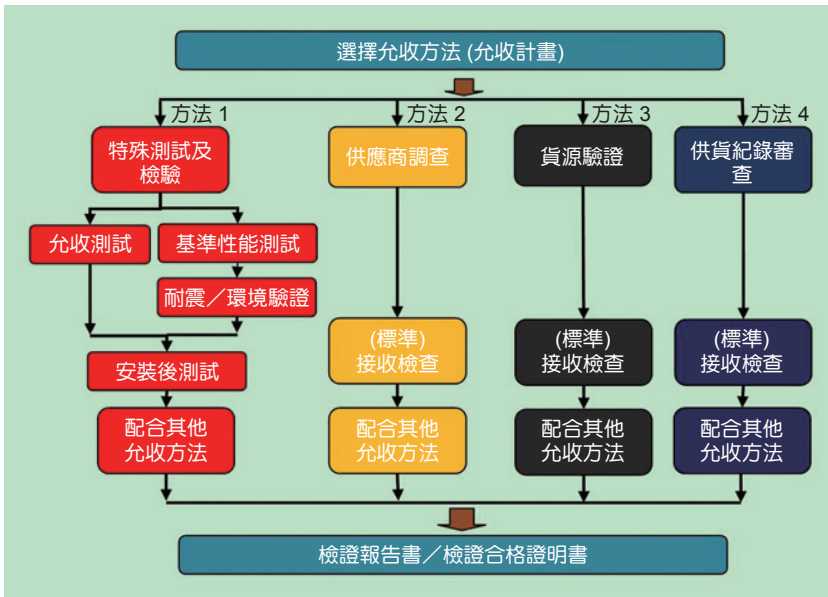 選擇允收方法 (允收計畫)
方法 1
方法 2
方法 3
方法 4
特殊測試及
檢驗
供應商調查
貨源驗證
供貨紀錄審
查
允收測試
基準性能測試
耐震／環境驗證
安裝後測試
(標準)
接收檢查
(標準)
接收檢查
(標準)
接收檢查
配合其他
允收方法
配合其他
允收方法
配合其他
允收方法
配合其他
允收方法
檢證報告書／檢證合格證明書